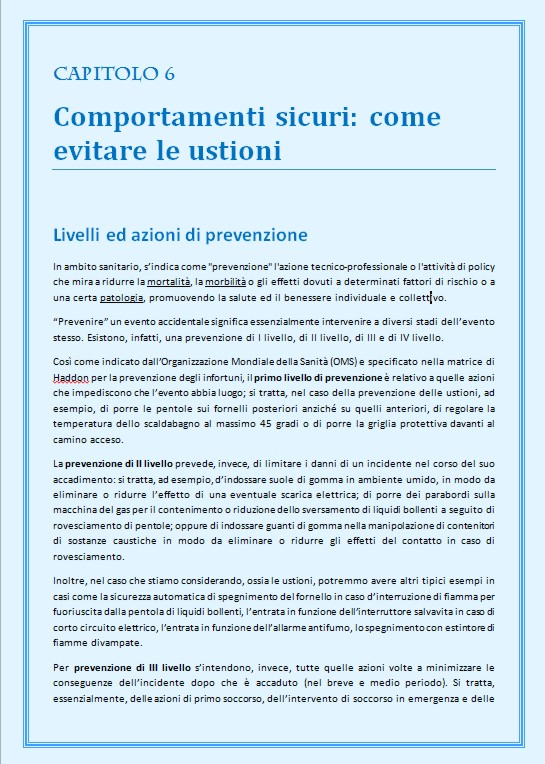 CAPITOLO 6
Comportamenti sicuri: come
evitare le ustioni
Livelli ed azioni di prevenzione
In ambito sanitario, s'indica come "prevenzione" l'azione tecnico-professionale o l'attività di policy
che mira a ridurre la mortalità, la morbilità o gli effetti dovuti a determinati fattori di rischio o a
una certa patologia, promuovendo la salute ed il benessere individuale e collettivo.
“Prevenire” un evento accidentale significa essenzialmente intervenire a diversi stadi dell’evento
stesso. Esistono, infatti, una prevenzione di I livello, di II livello, di III e di IV livello.
Così come indicato dall’Organizzazione Mondiale della Sanità (OMS) e specificato nella matrice di
Haddon per la prevenzione degli infortuni, il primo livello di prevenzione è relativo a quelle azioni
che impediscono che l’evento abbia luogo; si tratta, nel caso della prevenzione delle ustioni, ad
esempio, di porre le pentole sui fornelli posteriori anziché su quelli anteriori, di regolare la
temperatura dello scaldabagno al massimo 45 gradi o di porre la griglia protettiva davanti al
camino acceso.
La prevenzione di II livello prevede, invece, di limitare i danni di un incidente nel corso del suo
accadimento: si tratta, ad esempio, d’indossare suole di gomma in ambiente umido, in modo da
eliminare o ridurre l’effetto di una eventuale scarica elettrica; di porre dei parabordi sulla
macchina del gas per il contenimento o riduzione dello sversamento di liquidi bollenti a seguito di
rovesciamento di pentole; oppure di indossare guanti di gomma nella manipolazione di contenitori
di sostanze caustiche in modo da eliminare o ridurre gli effetti del contatto in caso di
rovesciamento.
Inoltre, nel caso che stiamo considerando, ossia le ustioni, potremmo avere altri tipici esempi in
casi come la sicurezza automatica di spegnimento del fornello in caso d’interruzione di fiamma per
fuoriuscita dalla pentola di liquidi bollenti, l’entrata in funzione dell’interruttore salvavita in caso di
corto circuito elettrico, l’entrata in funzione dell’allarme antifumo, lo spegnimento con estintore di
fiamme divampate.
Per prevenzione di III livello s’intendono, invece, tutte quelle azioni volte a minimizzare le
conseguenze dell’incidente dopo che è accaduto (nel breve e medio periodo). Si tratta,
essenzialmente, delle azioni di primo soccorso, dell’intervento di soccorso in emergenza e delle